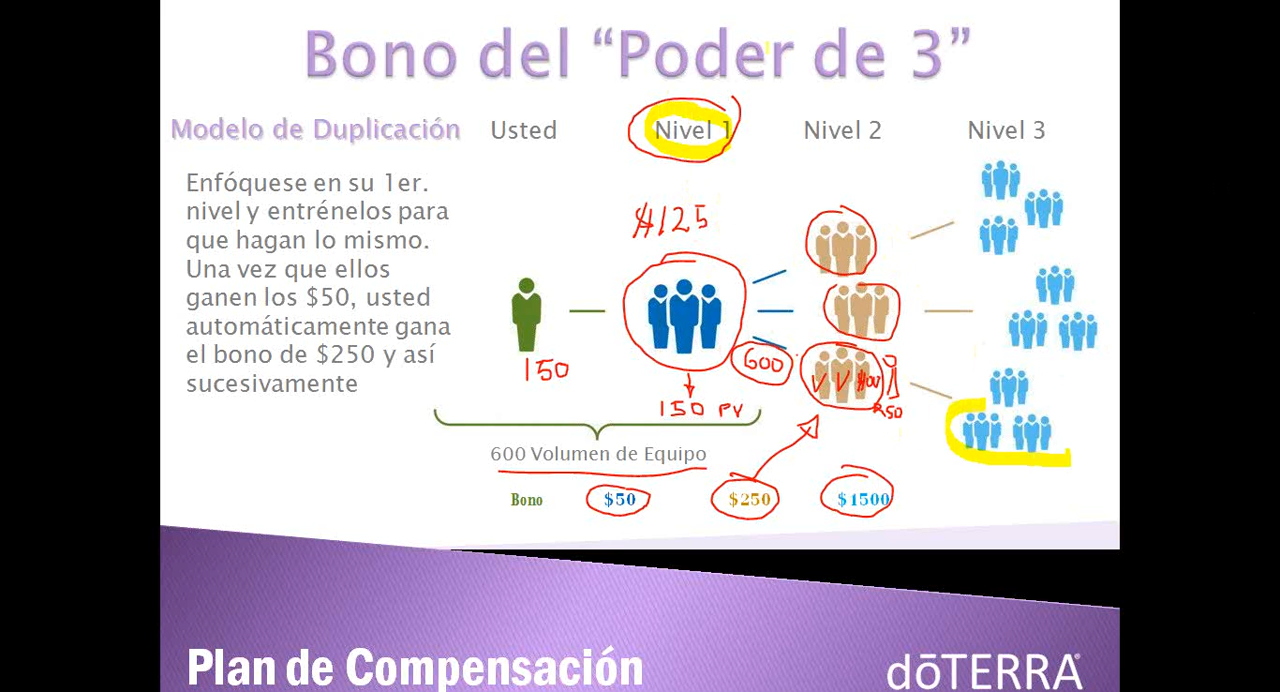 Bono del “Poder de 3”
Modelo de Duplicación
Usted
Nivel 1
Nivel 2
Nivel 3
Enfóquese en su 1er.
nivel y entrénelos para
que hagan lo mismo.
Una vez que ellos
ganen los $50, usted
automáticamente gana
el bono de $250 y así
sucesivamente
$125
150
600
150 PV
250
600 Volumen de Equipo
Bono
$50
$250
$1500
Plan de Compensación
dōTERRA®